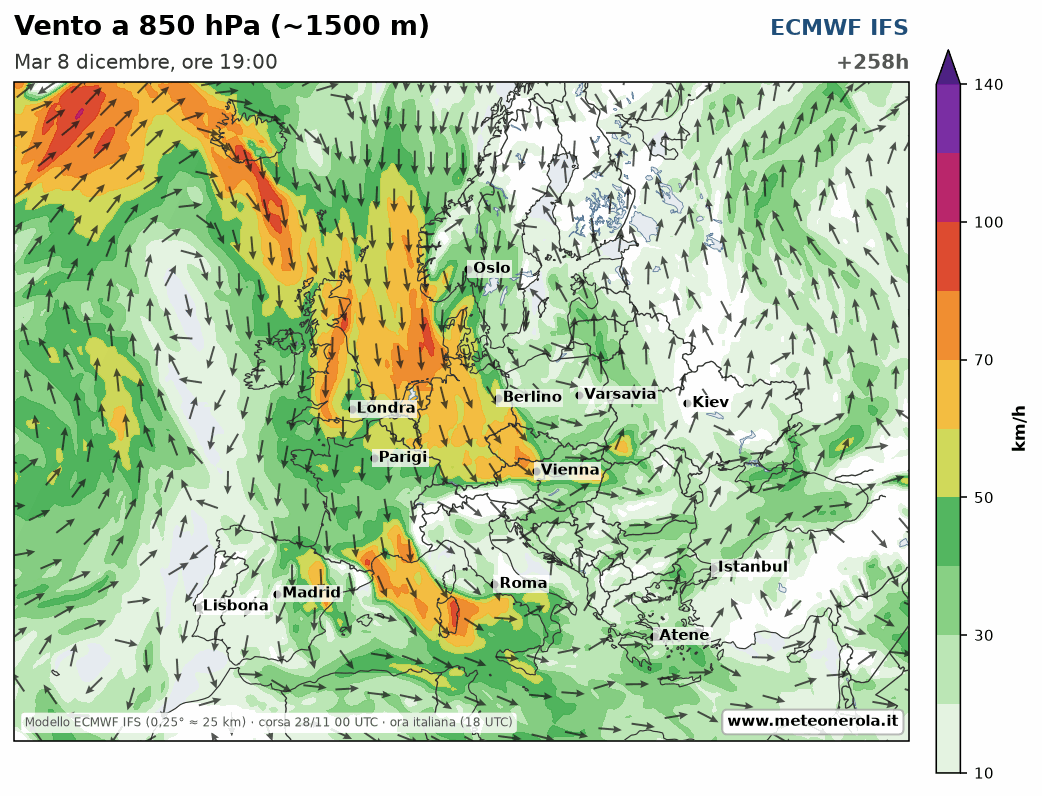 Vento a 850 hPa (~1500 m)
ECMWF IFS
Mar 8 dicembre, ore 19:00
+258h
140
100
70
50
30
10
km/h
Oslo
Berlino
Varsavia
Kiev
Londra
Parigi
Vienna
Istanbul
Roma
Madrid
Lisbona
Atene
Modello ECMWF IFS (0,25° ≈ 25 km) · corsa 28/11 00 UTC · ora italiana (18 UTC)
www.meteonerola.it